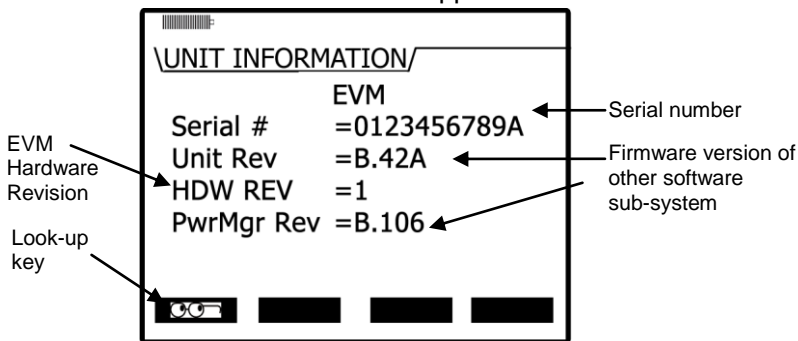 UNIT INFORMATION
EVM
Serial # =0123456789A
Unit Rev =B.42A
HDW REV =1
PwrMgr Rev =B.106
Serial number
Firmware version of
other software
sub-system
EVM
Hardware
Revision
Look-up
key